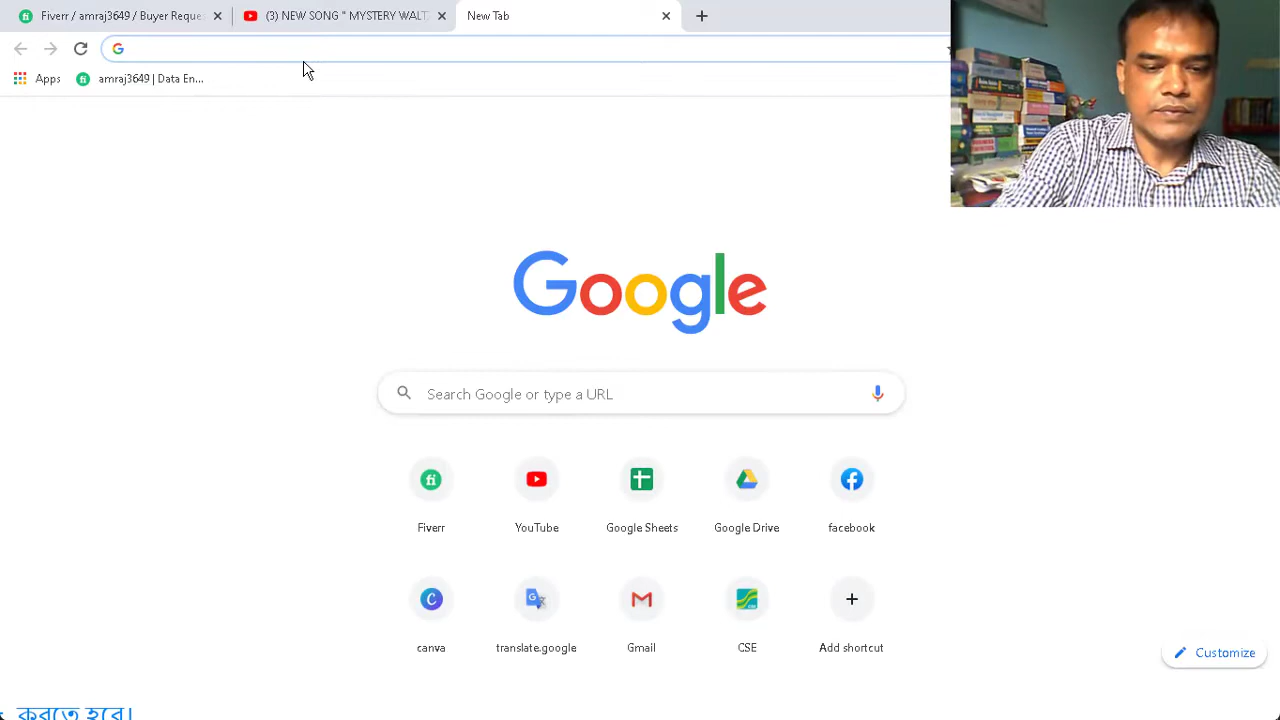 Fiverr / amraj3649 / Buyer Reque
(3) NEW SONG " MYSTERY WALT
New Tab
Apps
amraj3649 | Data En...
Google
Search Google or type a URL
Fiverr
YouTube
Google Sheets
Google Drive
facebook
canva
translate.google
Gmail
CSE
Add shortcut
Customize
করতে হবে।